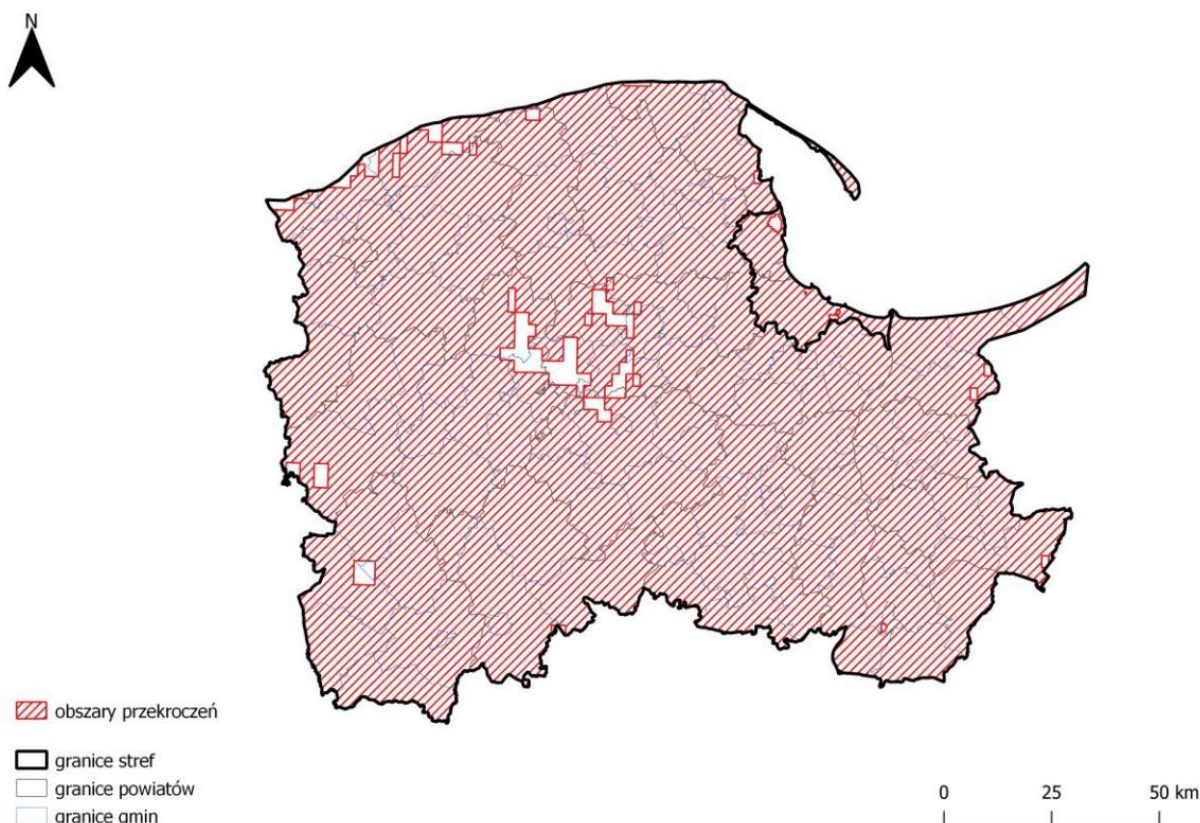 N
obszary przekroczeń
granice stref
granice powiatów
granice gmin
0 25 50 km